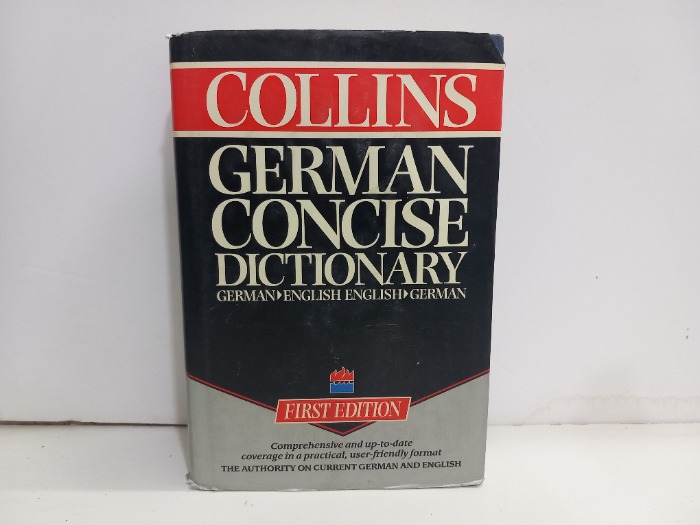 COLLINS
GERMAN
CONCISE
DICTIONARY
GERMAN▶ENGLISH ENGLISH▶GERMAN
FIRST EDITION
Comprehensive and up-to-date
coverage in a practical, user-friendly format
THE AUTHORITY ON CURRENT GERMAN AND ENGLISH